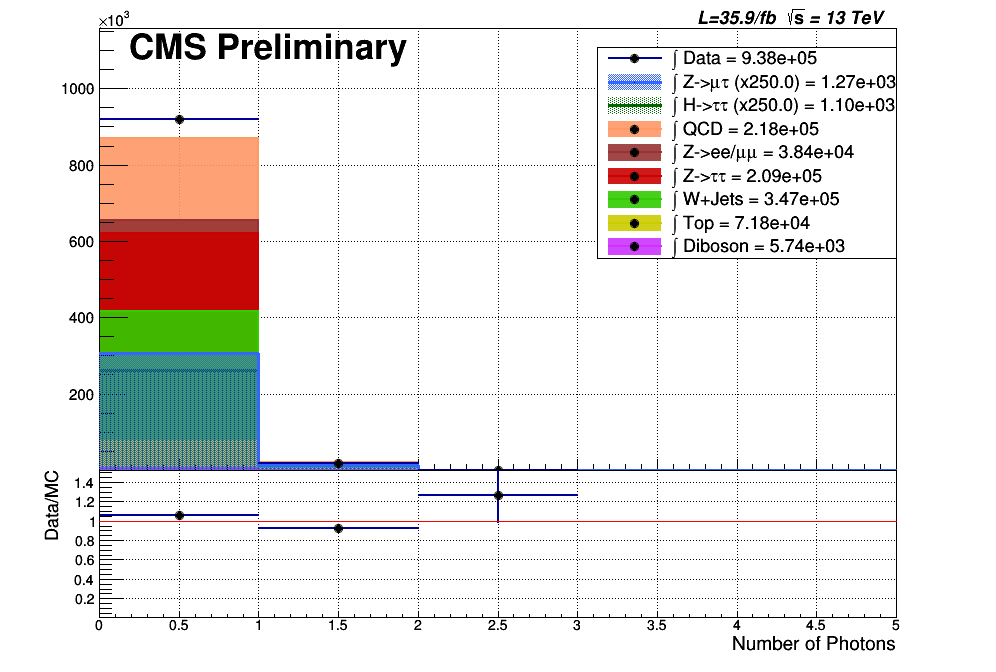 ×10³
L=35.9/fb √s = 13 TeV
CMS Preliminary
∫ Data = 9.38e+05
∫ Z->μτ (x250.0) = 1.27e+03
∫ H->ττ (x250.0) = 1.10e+03
∫ QCD = 2.18e+05
∫ Z->ee/μμ = 3.84e+04
∫ Z->ττ = 2.09e+05
∫ W+Jets = 3.47e+05
∫ Top = 7.18e+04
∫ Diboson = 5.74e+03
1000
800
600
400
200
Data/MC
1.4
1.2
1
0.8
0.6
0.4
0.2
0 0.5 1 1.5 2 2.5 3 3.5 4 4.5 5
Number of Photons